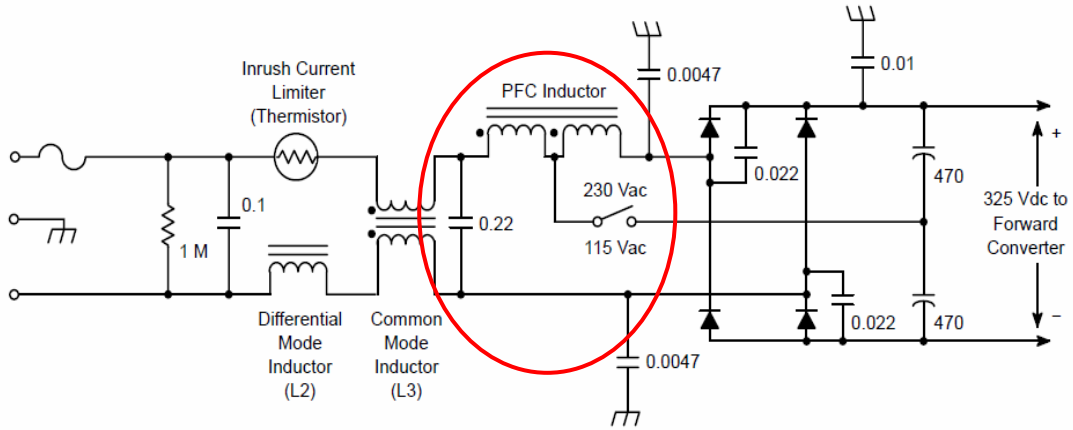 0.01
0.0047
Inrush Current
Limiter
(Thermistor)
PFC Inductor
+
0.022
470
230 Vac
325 Vdc to
Forward
Converter
0.1
0.22
1 M
115 Vac
Differential
Mode
Inductor
(L2)
Common
Mode
Inductor
(L3)
0.022
470
–
0.0047